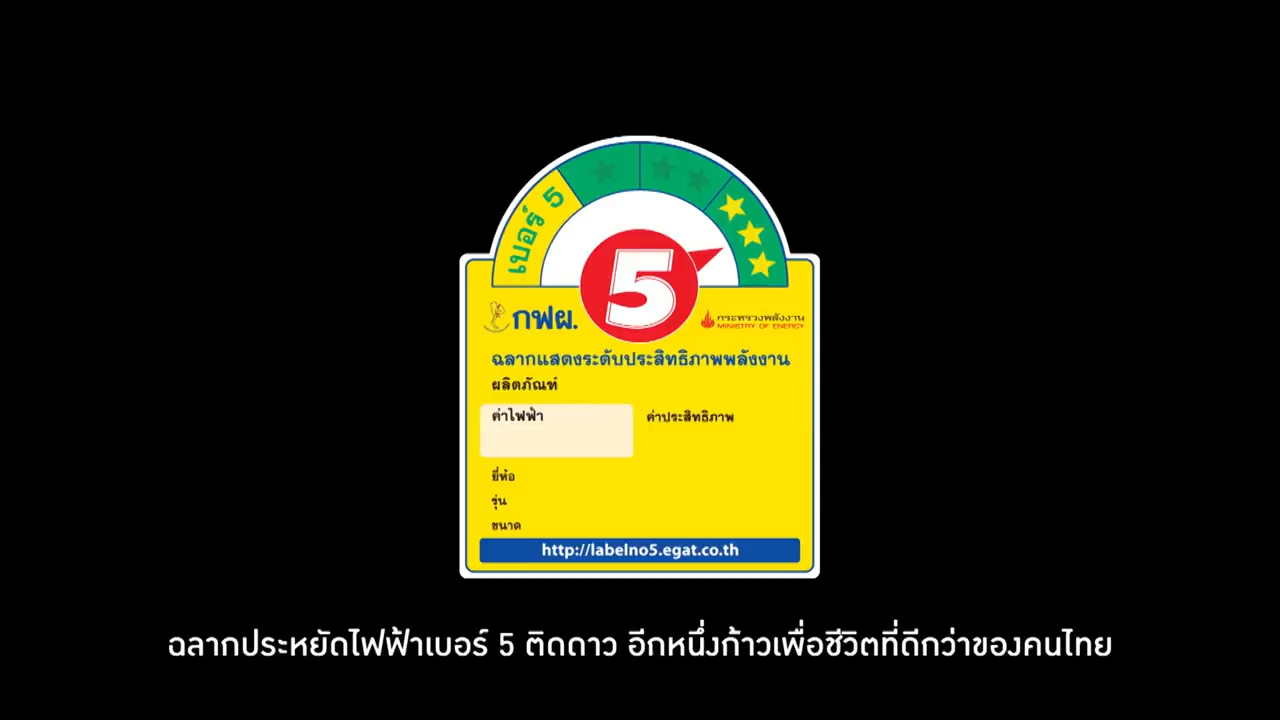 เบอร์ 5
5
กฟผ.
กระทรวงพลังงาน
MINISTRY OF ENERGY
ฉลากแสดงระดับประสิทธิภาพพลังงาน
ผลิตภัณฑ์
ค่าไฟฟ้า
ค่าประสิทธิภาพ
ยี่ห้อ
รุ่น
ขนาด
http://labelno5.egat.co.th
ฉลากประหยัดไฟฟ้าเบอร์ 5 ติดดาว อีกหนึ่งก้าวเพื่อชีวิตที่ดีกว่าของคนไทย